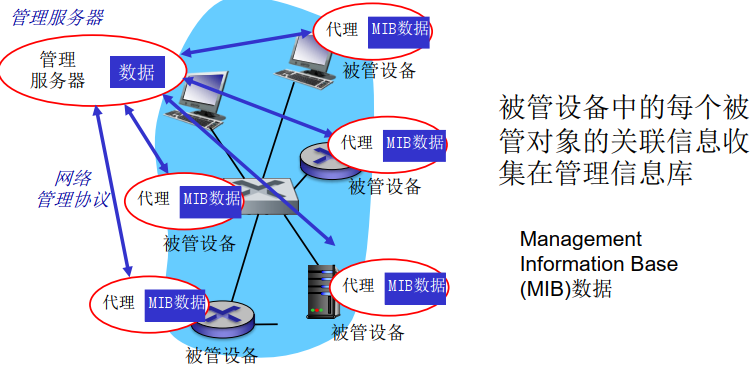 管理服务器
管理
服务器
数据
代理
MIB数据
被管设备
代理
MIB数据
被管设备
网络
管理协议
代理
MIB数据
被管设备
代理
MIB数据
被管设备
代理
MIB数据
被管设备
被管设备中的每个被
管对象的关联信息收
集在管理信息库
Management
Information Base
(MIB)数据